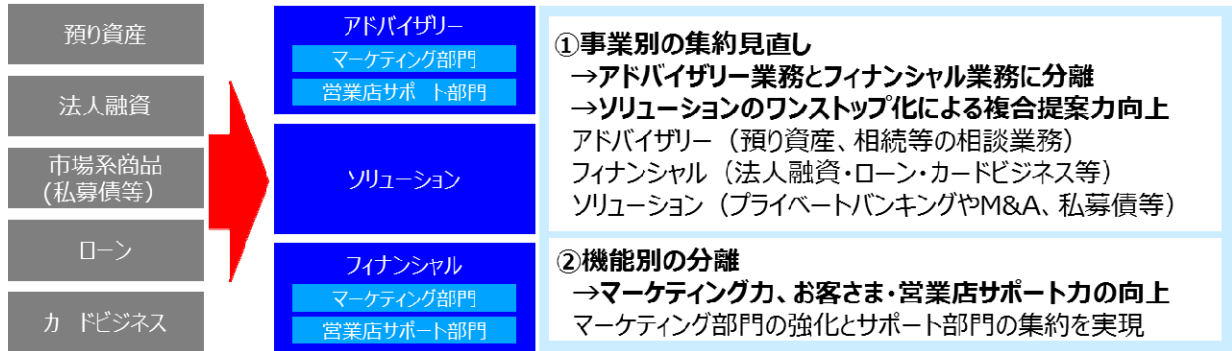 預り資産
法人融資
市場系商品
(私募債等)
ローン
カ ドビジネス
アドバイザリー
マーケティング部門
営業店サポ ト部門
ソリューション
フィナンシャル
マーケティング部門
営業店サポート部門
①事業別の集約見直し
→アドバイザリー業務とフィナンシャル業務に分離
→ソリューションのワンストップ化による複合提案力向上
アドバイザリー（預り資産、相続等の相談業務）
フィナンシャル（法人融資・ローン・カードビジネス等）
ソリューション（プライベートバンキングやM&A、私募債等）
②機能別の分離
→マーケティング力、お客さま・営業店サポート力の向上
マーケティング部門の強化とサポート部門の集約を実現